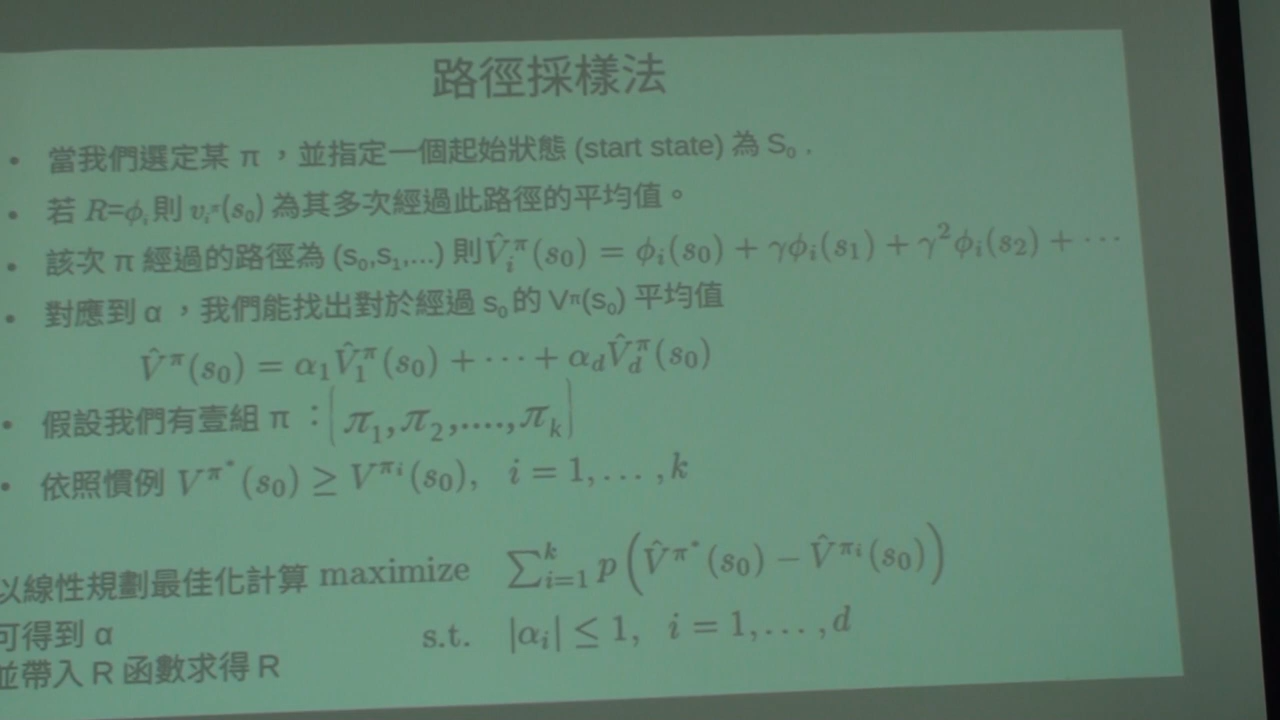 路徑採樣法
• 當我們選定某 π ，並指定一個起始狀態 (start state) 為 S₀ .
• 若 R=ϕᵢ 則 vᵢ^π(s₀) 為其多次經過此路徑的平均值。
• 該次 π 經過的路徑為 (s₀,s₁,...) 則 V̂ᵢ^π(s₀) = ϕᵢ(s₀) + γϕᵢ(s₁) + γ²ϕᵢ(s₂) + ⋯
• 對應到 α ，我們能找出對於經過 s₀ 的 V^π(s₀) 平均值
V̂^π(s₀) = α₁V̂₁^π(s₀) + ⋯ + α_dV̂_d^π(s₀)
• 假設我們有壹組 π ：[π₁,π₂,....,π_k]
• 依照慣例 V^π*(s₀) ≥ V^πᵢ(s₀), i = 1, . . . , k
以線性規劃最佳化計算 maximize ∑ᵢ₌₁^k p(V̂^π*(s₀) − V̂^πᵢ(s₀))
可得到 α s.t. |αᵢ| ≤ 1, i = 1, . . . , d
並帶入 R 函數求得 R